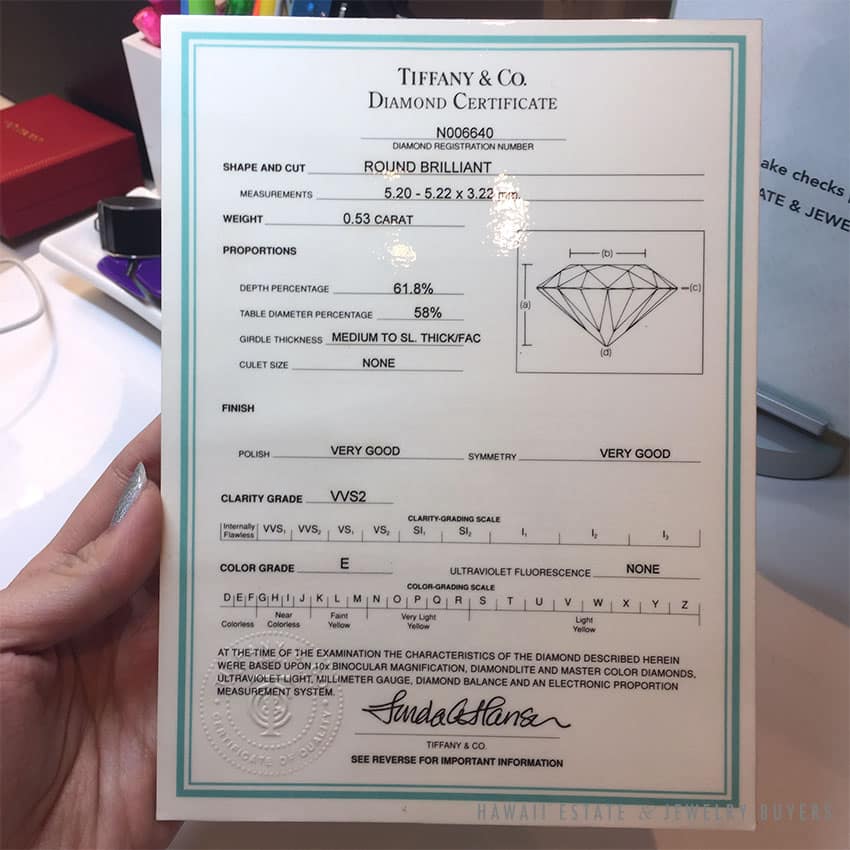 TIFFANY & CO.
DIAMOND CERTIFICATE
N006640
DIAMOND REGISTRATION NUMBER
SHAPE AND CUT ROUND BRILLIANT
MEASUREMENTS 5.20 - 5.22 x 3.22 mm.
WEIGHT 0.53 CARAT
PROPORTIONS
(b)
(a)
(c)
(d)
DEPTH PERCENTAGE 61.8%
TABLE DIAMETER PERCENTAGE 58%
GIRDLE THICKNESS MEDIUM TO SL. THICK/FAC
CULET SIZE NONE
FINISH
POLISH VERY GOOD SYMMETRY VERY GOOD
CLARITY GRADE VVS2
CLARITY-GRADING SCALE
Internally Flawless VVS1 VVS2 VS1 VS2 SI1 SI2 I1 I2 I3
COLOR GRADE E ULTRAVIOLET FLUORESCENCE NONE
COLOR-GRADING SCALE
D E F G H I J K L M N O P Q R S T U V W X Y Z
Colorless Near Colorless Faint Yellow Very Light Yellow Light Yellow
AT THE TIME OF THE EXAMINATION THE CHARACTERISTICS OF THE DIAMOND DESCRIBED HEREIN
WERE BASED UPON 10x BINOCULAR MAGNIFICATION, DIAMONDLITE AND MASTER COLOR DIAMONDS,
ULTRAVIOLET LIGHT, MILLIMETER GAUGE, DIAMOND BALANCE AND AN ELECTRONIC PROPORTION
MEASUREMENT SYSTEM.
CERTIFICATE OF QUALITY
TIFFANY & CO.
SEE REVERSE FOR IMPORTANT INFORMATION
ake checks
ATE & JEWE
HAWAII ESTATE & JEWELRY BUYERS